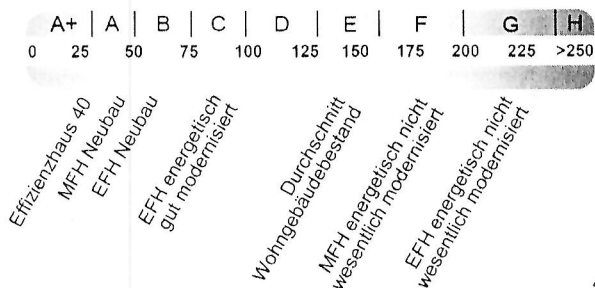 A+ | A | B | C | D | E | F | G | H
0 25 50 75 100 125 150 175 200 225 >250
Effizienzhaus 40
MFH Neubau
EFH Neubau
EFH energetisch
gut modernisiert
Durchschnitt
Wohngebäudebestand
MFH energetisch nicht
wesentlich modernisiert
EFH energetisch nicht
wesentlich modernisiert